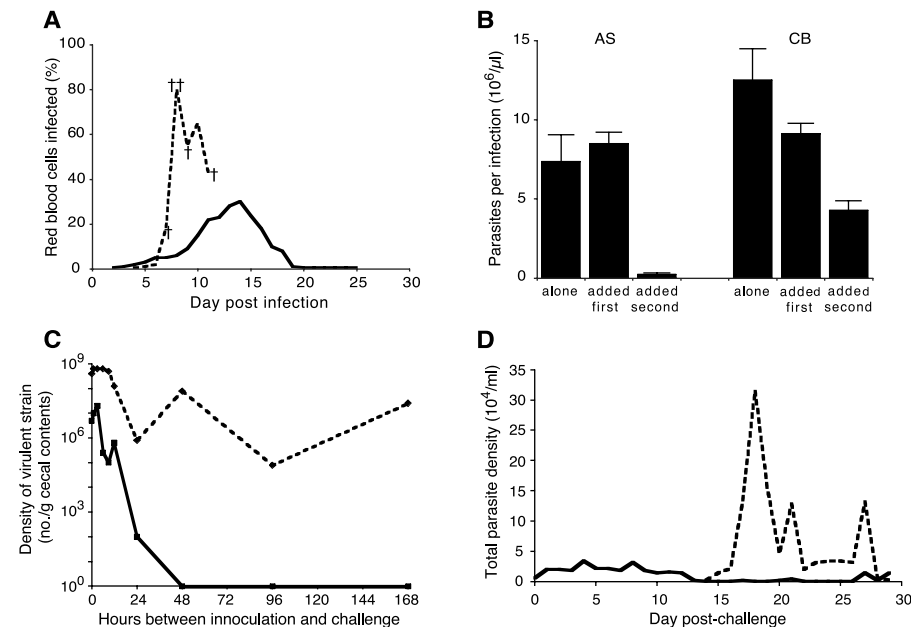 A
Red blood cells infected (%)
100
80
60
40
20
0
††
†
†
†
0 5 10 15 20 25 30
Day post infection
B
Parasites per infection (10⁶/µl)
15
10
5
0
AS CB
alone added added alone added added
first second first second
C
Density of virulent strain
(no./g cecal contents)
10⁹
10⁶
10³
10⁰
0 24 48 72 96 120 144 168
Hours between innoculation and challenge
D
Total parasite density (10⁴/ml)
35
30
25
20
15
10
5
0
0 5 10 15 20 25 30
Day post-challenge